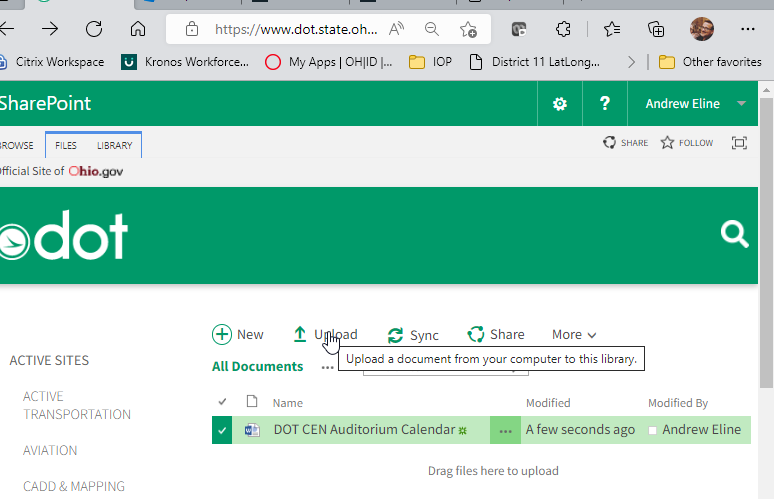 https://www.dot.state.oh...
Citrix Workspace
Kronos Workforce...
My Apps | OH|ID |...
IOP
District 11 LatLong...
Other favorites
SharePoint
?
Andrew Eline
BROWSE
FILES
LIBRARY
SHARE
FOLLOW
Official Site of Ohio.gov
dot
New
Upload
Sync
Share
More
Upload a document from your computer to this library.
All Documents
ACTIVE SITES
ACTIVE
TRANSPORTATION
AVIATION
CADD & MAPPING
Name
Modified
Modified By
DOT CEN Auditorium Calendar
A few seconds ago
Andrew Eline
Drag files here to upload